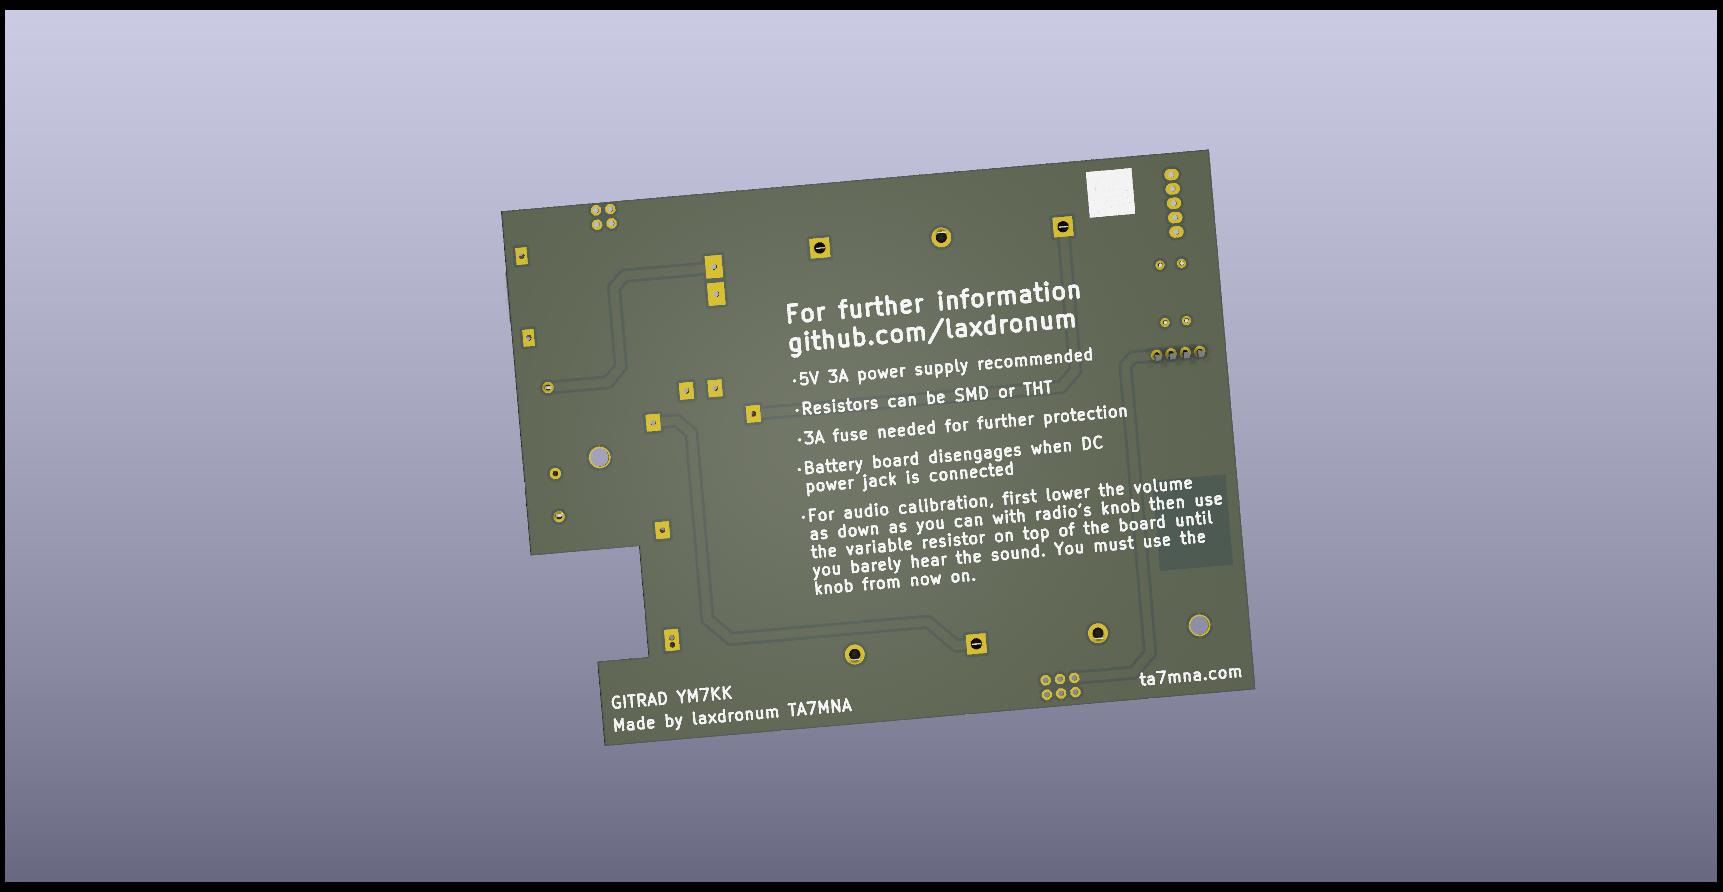 For further information
github.com/laxdronum
·5V 3A power supply recommended
·Resistors can be SMD or THT
·3A fuse needed for further protection
·Battery board disengages when DC
power jack is connected
·For audio calibration, first lower the volume
as down as you can with radio's knob then use
the variable resistor on top of the board until
you barely hear the sound. You must use the
knob from now on.
GITRAD YM7KK
Made by laxdronum TA7MNA
ta7mna.com